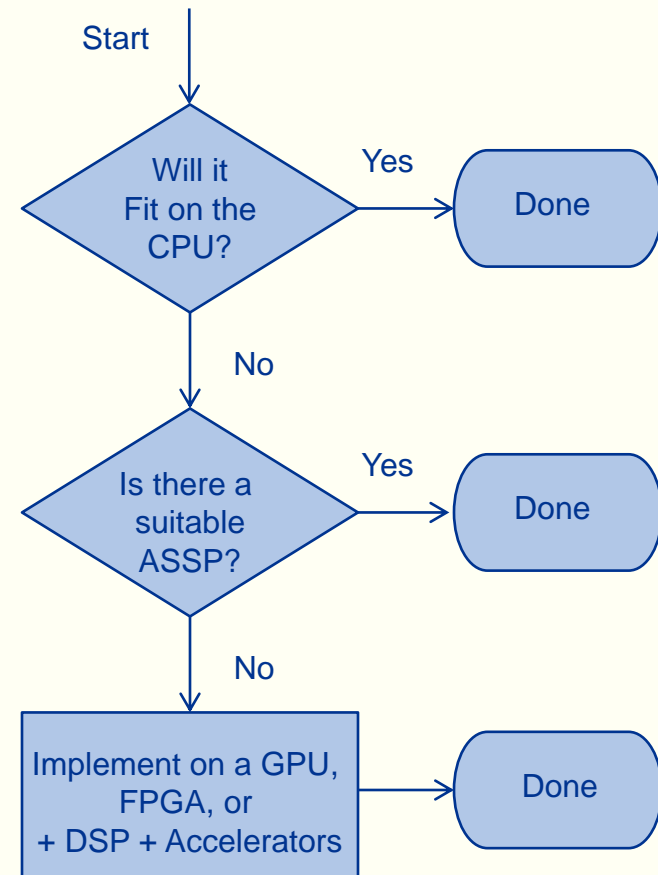 Start
Will it
Fit on the
CPU?
Yes
Done
No
Is there a
suitable
ASSP?
Yes
Done
No
Implement on a GPU,
FPGA, or
+ DSP + Accelerators
Done